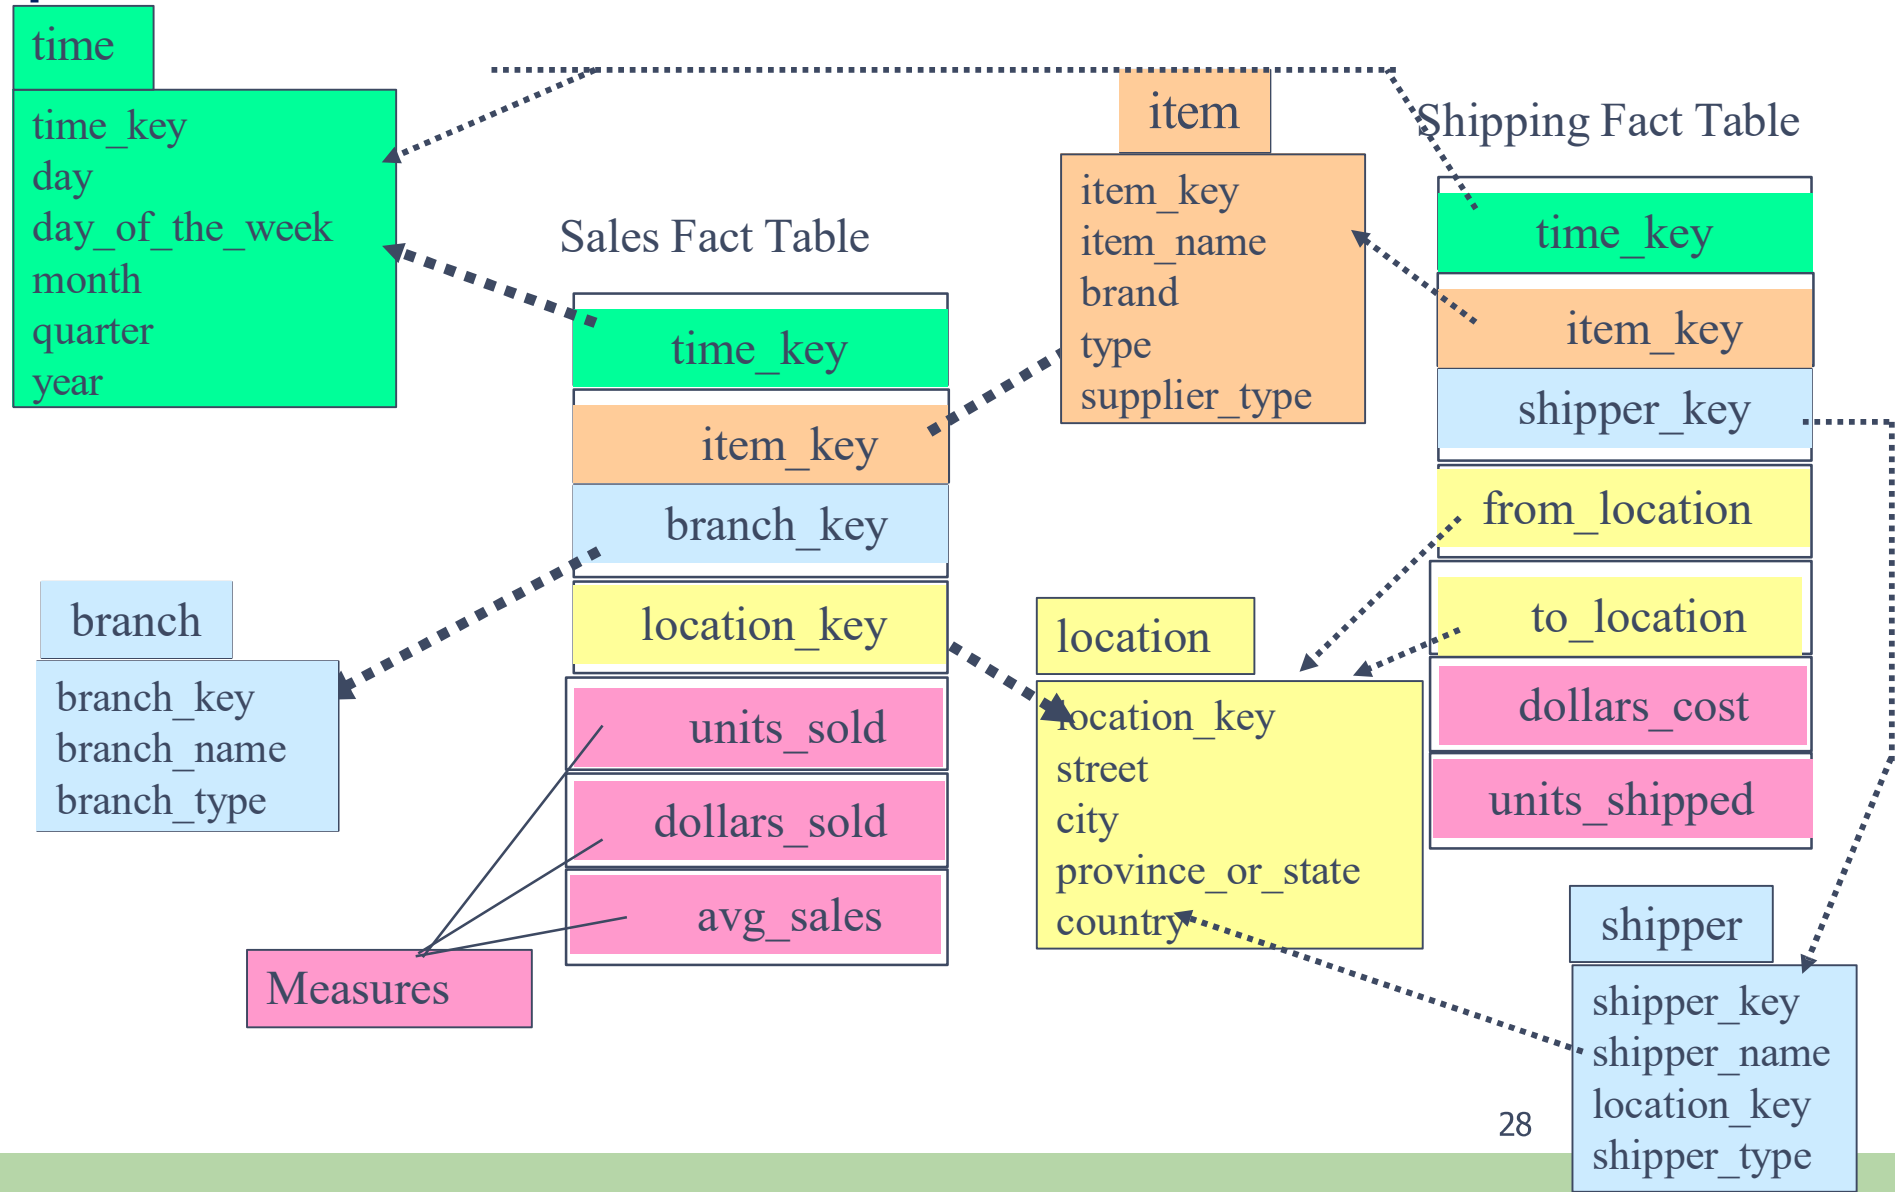 time
time_key
day
day_of_the_week
month
quarter
year
Sales Fact Table
time_key
item_key
branch_key
location_key
units_sold
dollars_sold
avg_sales
Measures
branch
branch_key
branch_name
branch_type
item
item_key
item_name
brand
type
supplier_type
location
location_key
street
city
province_or_state
country
Shipping Fact Table
time_key
item_key
shipper_key
from_location
to_location
dollars_cost
units_shipped
shipper
shipper_key
shipper_name
location_key
shipper_type
28